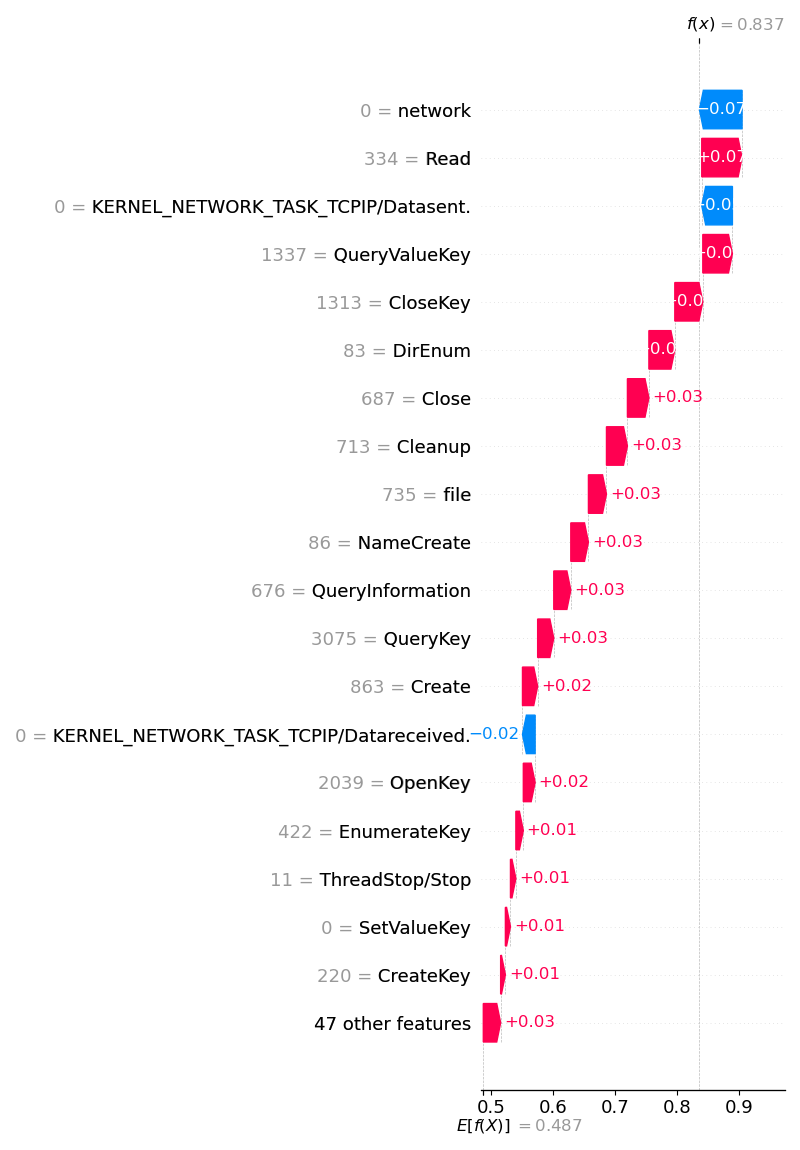 f(x) = 0.837
0 = network −0.07
334 = Read +0.07
0 = KERNEL_NETWORK_TASK_TCPIP/Datasent.
1337 = QueryValueKey
1313 = CloseKey
83 = DirEnum
687 = Close +0.03
713 = Cleanup +0.03
735 = file +0.03
86 = NameCreate +0.03
676 = QueryInformation +0.03
3075 = QueryKey +0.03
863 = Create +0.02
0 = KERNEL_NETWORK_TASK_TCPIP/Datareceived. −0.02
2039 = OpenKey +0.02
422 = EnumerateKey +0.01
11 = ThreadStop/Stop +0.01
0 = SetValueKey +0.01
220 = CreateKey +0.01
47 other features +0.03
0.5 0.6 0.7 0.8 0.9
E[f(X)] = 0.487